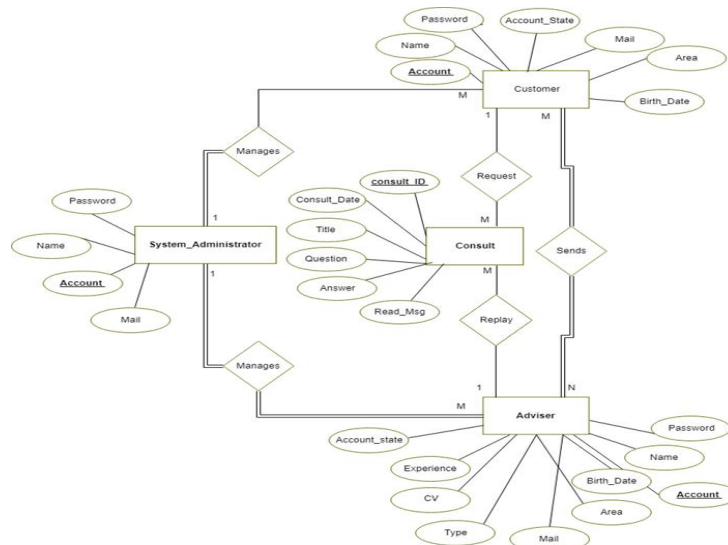 Password
Account_State
Name
Mail
Account
Area
Customer
Birth_Date
M
1
M
Manages
Request
consult_ID
Password
Consult_Date
1
M
Title
Name
System_Administrator
Consult
Sends
Question
1
M
Account
Answer
Read_Msg
Mail
Replay
Manages
1
N
M
Adviser
Password
Account_state
Name
Experience
Birth_Date
CV
Account
Area
Type
Mail